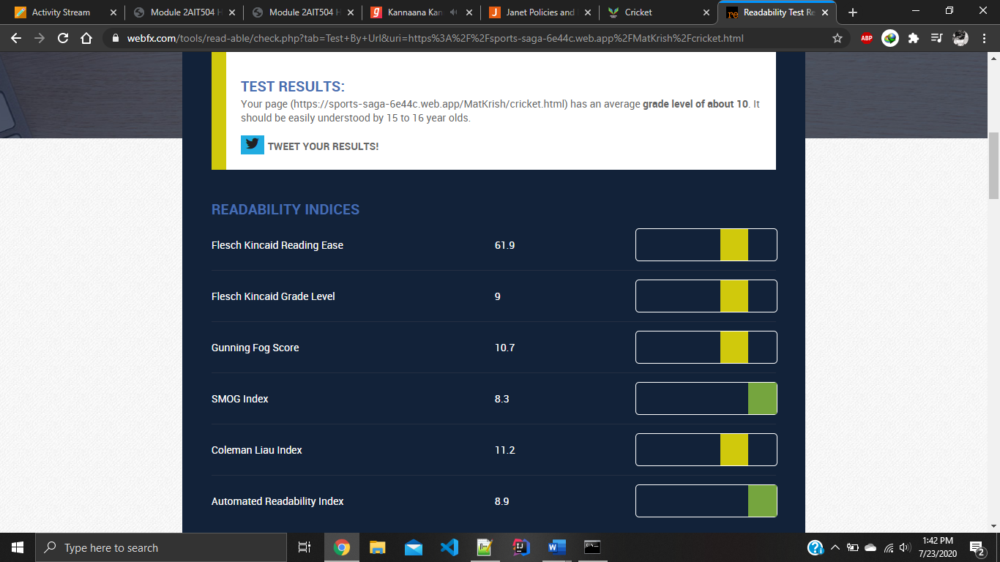 Activity Stream
Module 2AIT504 H
Module 2AIT504 H
Kannaana Kan
Janet Policies and
Cricket
Readability Test Re
webfx.com/tools/read-able/check.php?tab=Test+By+Url&uri=https%3A%2F%2Fsports-saga-6e44c.web.app%2FMatKrish%2Fcricket.html
ABP
TEST RESULTS:
Your page (https://sports-saga-6e44c.web.app/MatKrish/cricket.html) has an average grade level of about 10. It
should be easily understood by 15 to 16 year olds.
TWEET YOUR RESULTS!
READABILITY INDICES
Flesch Kincaid Reading Ease 61.9
Flesch Kincaid Grade Level 9
Gunning Fog Score 10.7
SMOG Index 8.3
Coleman Liau Index 11.2
Automated Readability Index 8.9
Type here to search
1:42 PM
7/23/2020
2